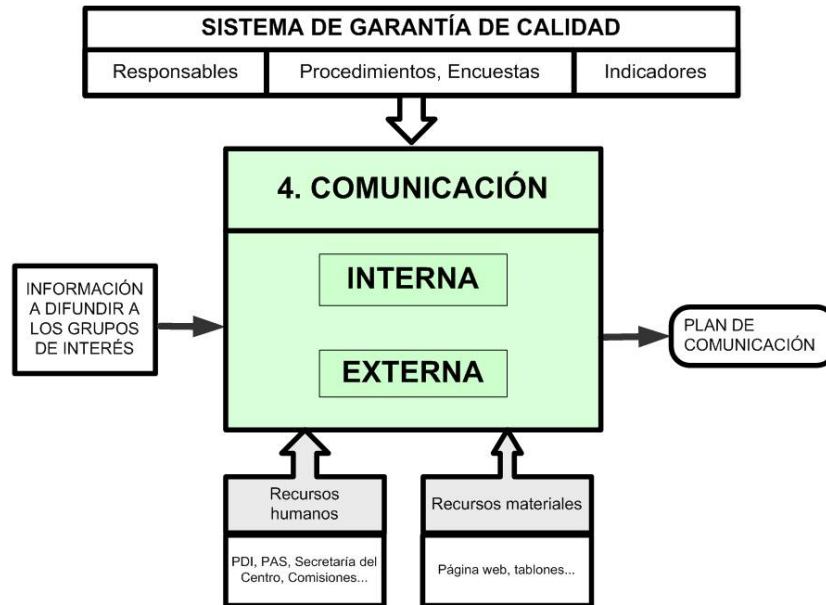 SISTEMA DE GARANTÍA DE CALIDAD
Responsables
Procedimientos, Encuestas
Indicadores
4. COMUNICACIÓN
INTERNA
EXTERNA
INFORMACIÓN
A DIFUNDIR A
LOS GRUPOS
DE INTERÉS
PLAN DE
COMUNICACIÓN
Recursos
humanos
PDI, PAS, Secretaría del
Centro, Comisiones...
Recursos materiales
Página web, tablones...